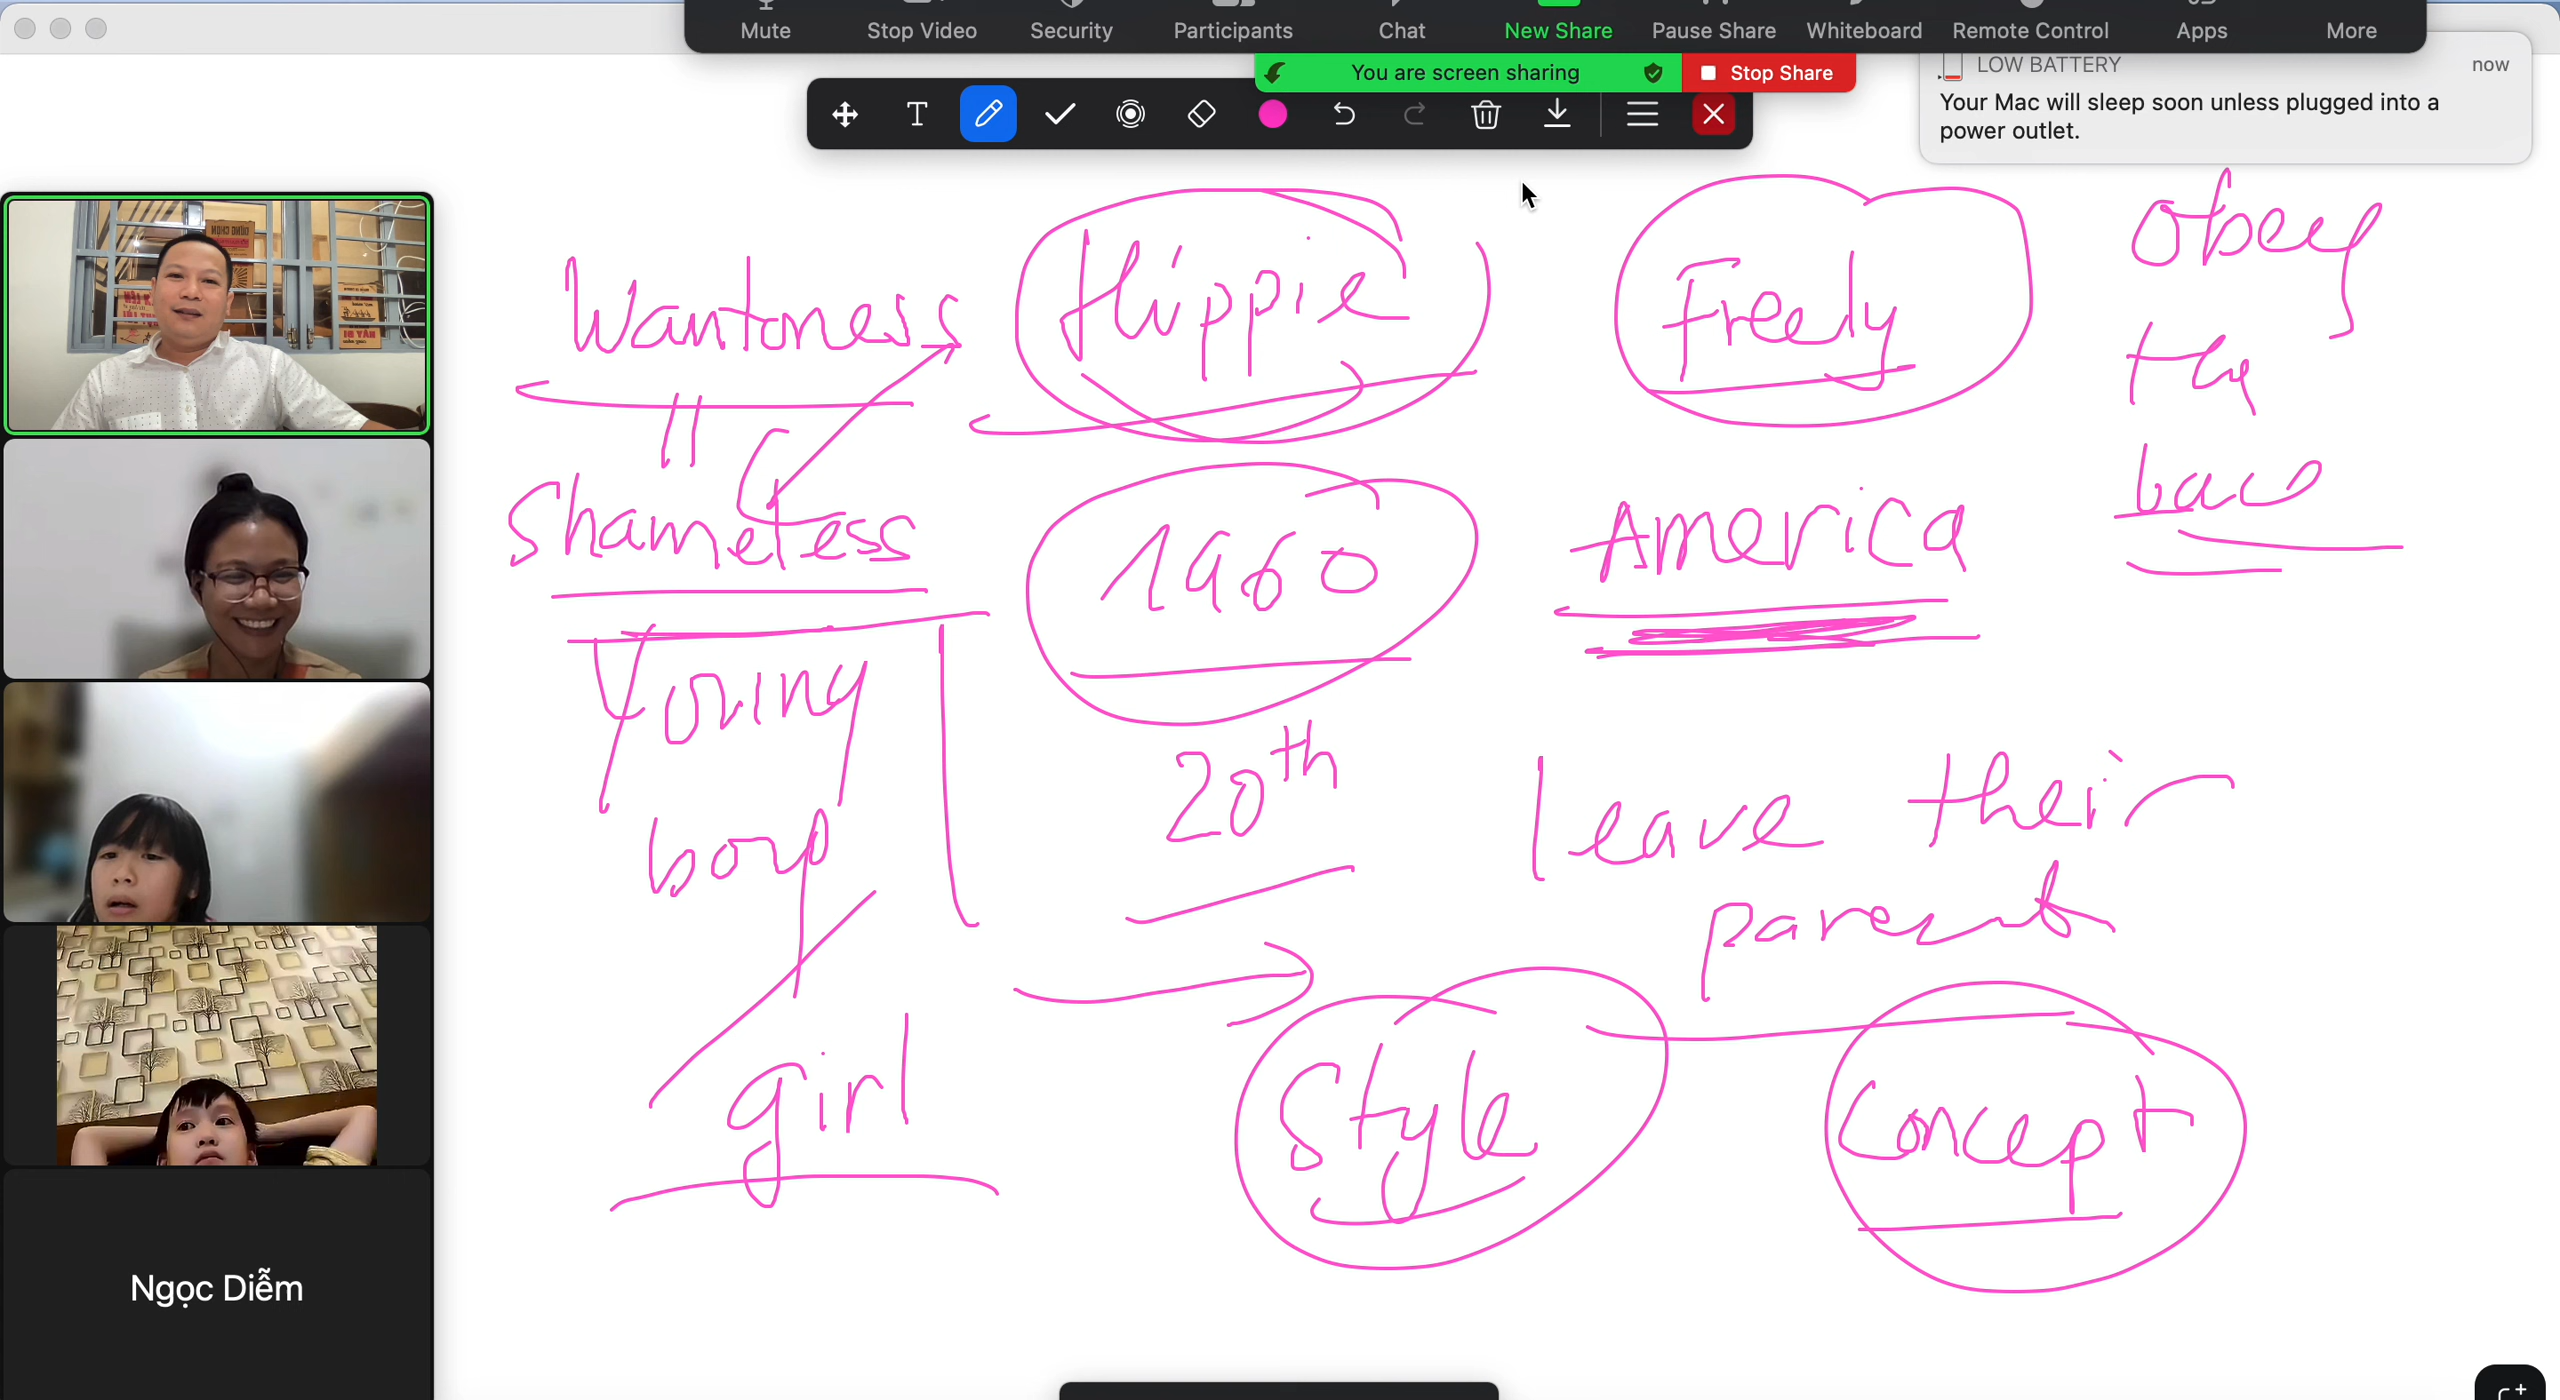 Mute Stop Video Security Participants Chat New Share Pause Share Whiteboard Remote Control Apps More
You are screen sharing Stop Share
LOW BATTERY now
Your Mac will sleep soon unless plugged into a
power outlet.
T
Wantoness Hippie Freely obey
the
Shameless 1960 America
Young
20th leave their
boy parents
girl Style Concept
Ngọc Diễm